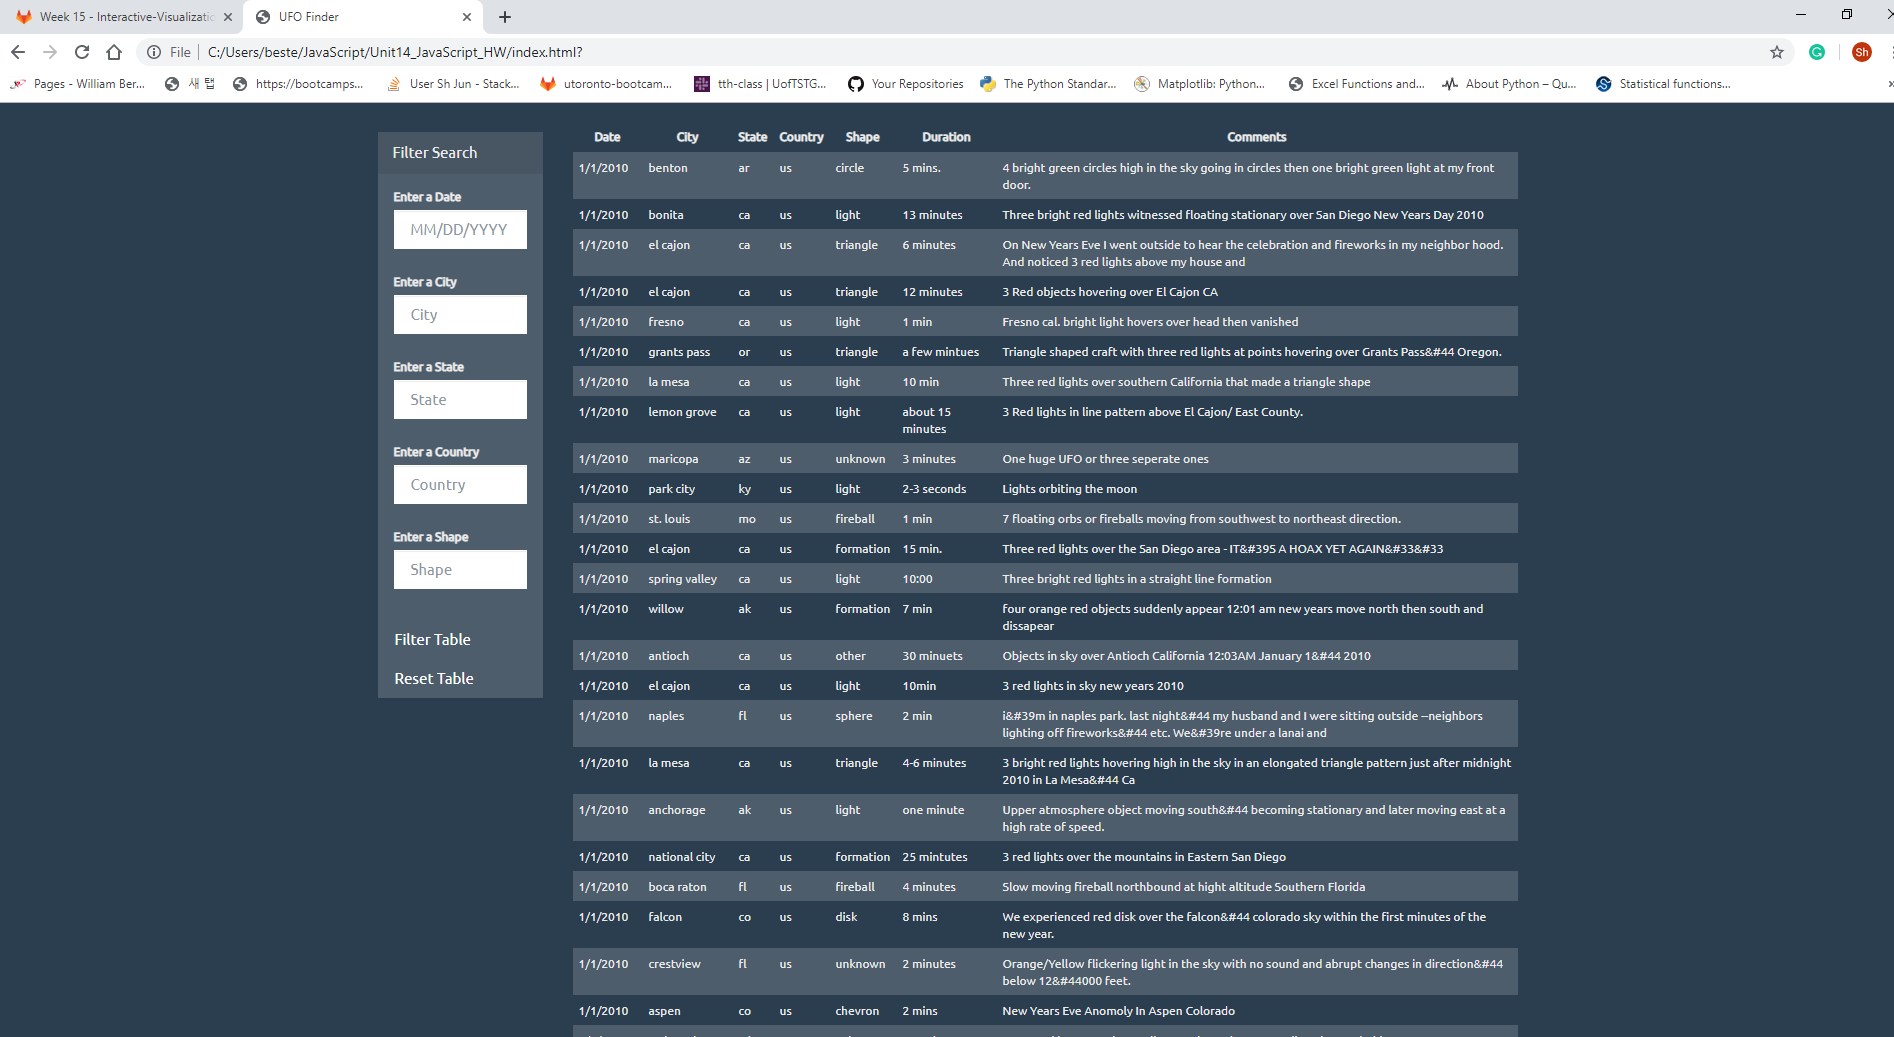 Week 15 - Interactive-Visualizatio
UFO Finder
File
C:/Users/beste/JavaScript/Unit14_JavaScript_HW/index.html?
Sh
Pages - William Ber...
새 탭
https://bootcamps...
User Sh Jun - Stack...
utoronto-bootcam...
tth-class | UofTSTG...
Your Repositories
The Python Standar...
Matplotlib: Python...
Excel Functions and...
About Python – Qu...
Statistical functions...
Filter Search
Enter a Date
MM/DD/YYYY
Enter a City
City
Enter a State
State
Enter a Country
Country
Enter a Shape
Shape
Filter Table
Reset Table
Date City State Country Shape Duration Comments
1/1/2010 benton ar us circle 5 mins. 4 bright green circles high in the sky going in circles then one bright green light at my front
door.
1/1/2010 bonita ca us light 13 minutes Three bright red lights witnessed floating stationary over San Diego New Years Day 2010
1/1/2010 el cajon ca us triangle 6 minutes On New Years Eve I went outside to hear the celebration and fireworks in my neighbor hood.
And noticed 3 red lights above my house and
1/1/2010 el cajon ca us triangle 12 minutes 3 Red objects hovering over El Cajon CA
1/1/2010 fresno ca us light 1 min Fresno cal. bright light hovers over head then vanished
1/1/2010 grants pass or us triangle a few mintues Triangle shaped craft with three red lights at points hovering over Grants Pass&#44 Oregon.
1/1/2010 la mesa ca us light 10 min Three red lights over southern California that made a triangle shape
1/1/2010 lemon grove ca us light about 15 3 Red lights in line pattern above El Cajon/ East County.
minutes
1/1/2010 maricopa az us unknown 3 minutes One huge UFO or three seperate ones
1/1/2010 park city ky us light 2-3 seconds Lights orbiting the moon
1/1/2010 st. louis mo us fireball 1 min 7 floating orbs or fireballs moving from southwest to northeast direction.
1/1/2010 el cajon ca us formation 15 min. Three red lights over the San Diego area - IT&#39S A HOAX YET AGAIN&#33&#33
1/1/2010 spring valley ca us light 10:00 Three bright red lights in a straight line formation
1/1/2010 willow ak us formation 7 min four orange red objects suddenly appear 12:01 am new years move north then south and
dissapear
1/1/2010 antioch ca us other 30 minuets Objects in sky over Antioch California 12:03AM January 1&#44 2010
1/1/2010 el cajon ca us light 10min 3 red lights in sky new years 2010
1/1/2010 naples fl us sphere 2 min i&#39m in naples park. last night&#44 my husband and I were sitting outside --neighbors
lighting off fireworks&#44 etc. We&#39re under a lanai and
1/1/2010 la mesa ca us triangle 4-6 minutes 3 bright red lights hovering high in the sky in an elongated triangle pattern just after midnight
2010 in La Mesa&#44 Ca
1/1/2010 anchorage ak us light one minute Upper atmosphere object moving south&#44 becoming stationary and later moving east at a
high rate of speed.
1/1/2010 national city ca us formation 25 mintutes 3 red lights over the mountains in Eastern San Diego
1/1/2010 boca raton fl us fireball 4 minutes Slow moving fireball northbound at hight altitude Southern Florida
1/1/2010 falcon co us disk 8 mins We experienced red disk over the falcon&#44 colorado sky within the first minutes of the
new year.
1/1/2010 crestview fl us unknown 2 minutes Orange/Yellow flickering light in the sky with no sound and abrupt changes in direction&#44
below 12&#44000 feet.
1/1/2010 aspen co us chevron 2 mins New Years Eve Anomoly In Aspen Colorado